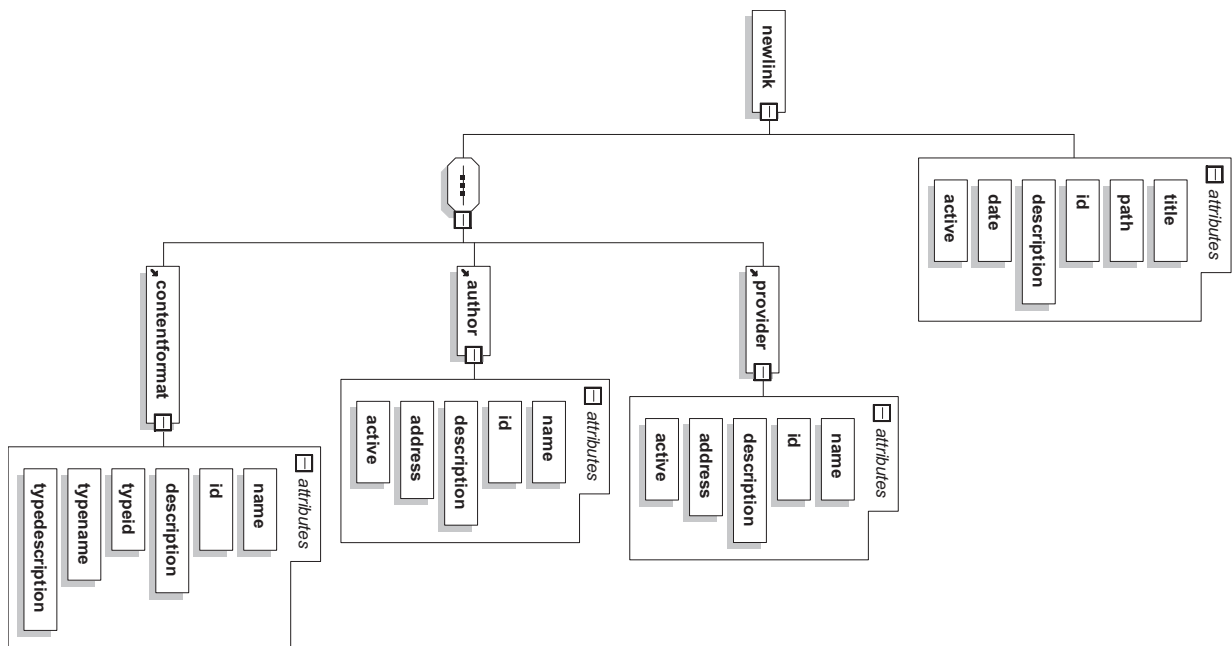 newlink
attributes
title
path
id
description
date
active
provider
attributes
name
id
description
address
active
author
attributes
name
id
description
address
active
contentformat
attributes
name
id
description
typeid
typename
typedescription